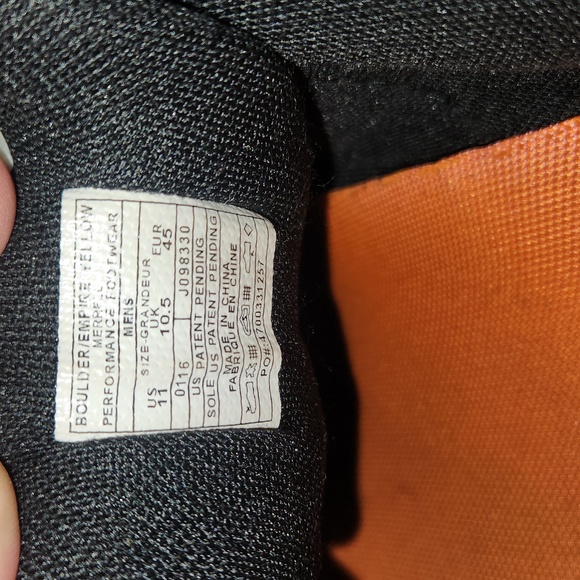 BOULDER/EMPIRE YELLOW
MERRELL
PERFORMANCE FOOTWEAR
MENS
SIZE-GRANDEUR
US UK EUR
11 10.5 45
0116 J098330
US PATENT PENDING
SOLE US PATENT PENDING
MADE IN CHINA
FABRIQUE EN CHINE
PO#:4700331257